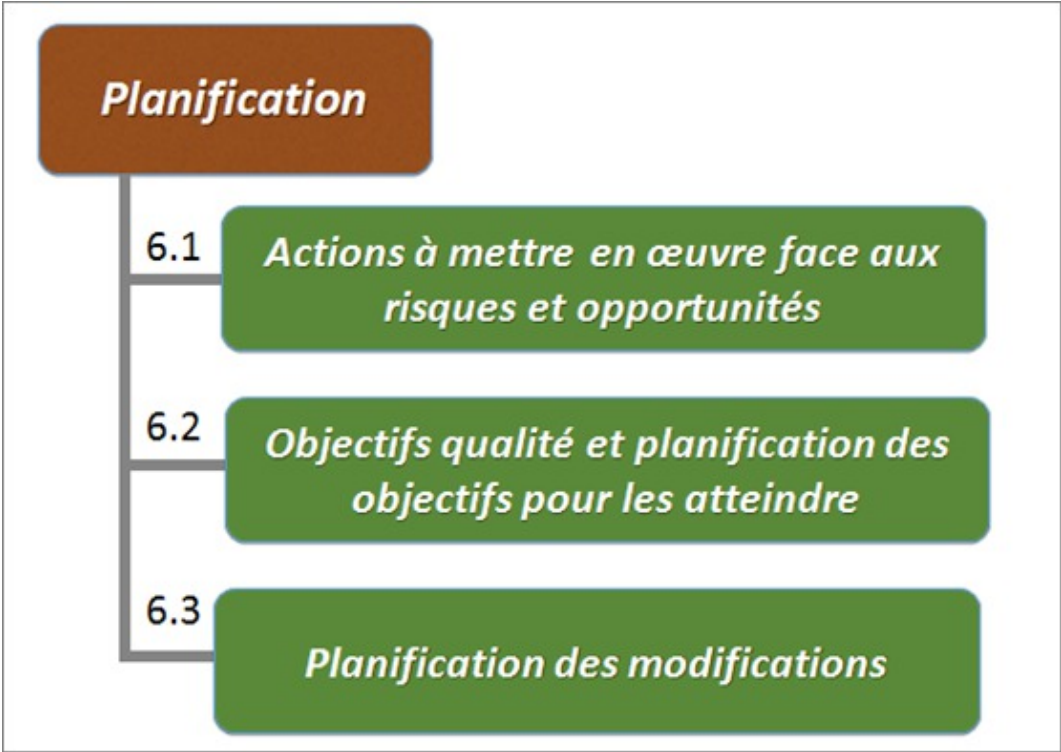 Planification
6.1
Actions à mettre en œuvre face aux
risques et opportunités
6.2
Objectifs qualité et planification des
objectifs pour les atteindre
6.3
Planification des modifications